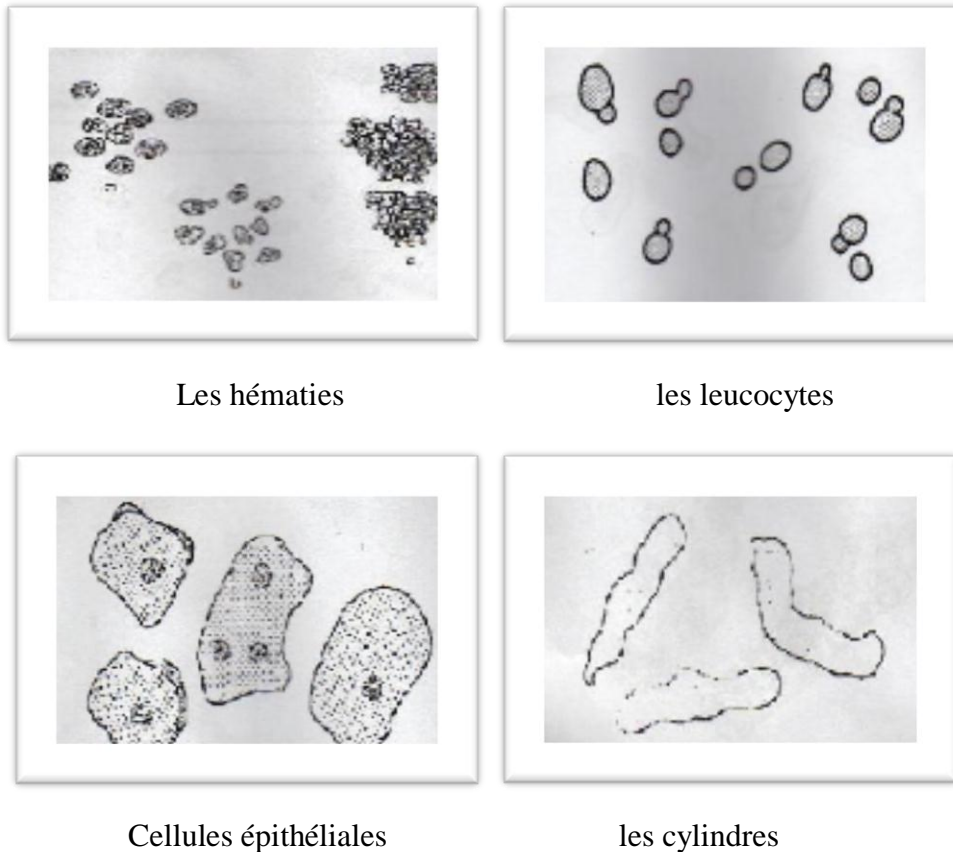 Les hématies
les leucocytes
Cellules épithéliales
les cylindres